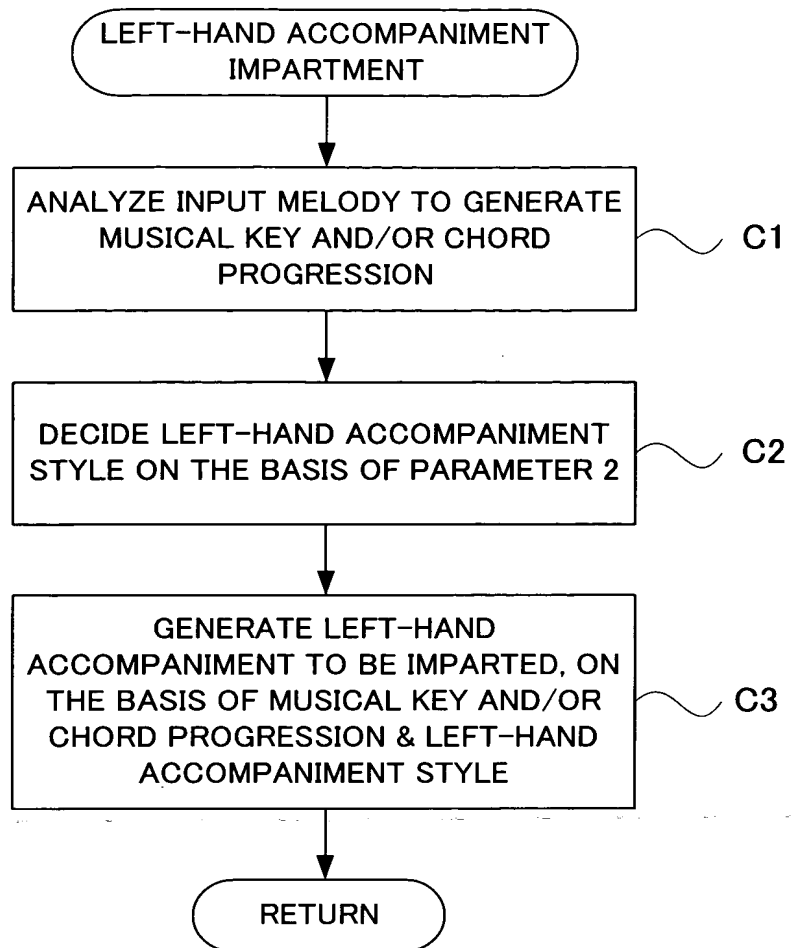 LEFT-HAND ACCOMPANIMENT
IMPARTMENT
ANALYZE INPUT MELODY TO GENERATE
MUSICAL KEY AND/OR CHORD
PROGRESSION
C1
DECIDE LEFT-HAND ACCOMPANIMENT
STYLE ON THE BASIS OF PARAMETER 2
C2
GENERATE LEFT-HAND
ACCOMPANIMENT TO BE IMPARTED, ON
THE BASIS OF MUSICAL KEY AND/OR
CHORD PROGRESSION & LEFT-HAND
ACCOMPANIMENT STYLE
C3
RETURN